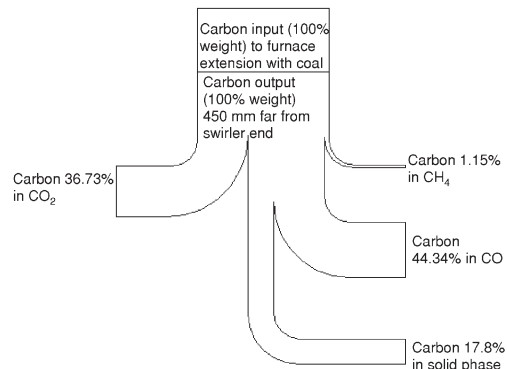 Carbon input (100%
weight) to furnace
extension with coal
Carbon output
(100% weight)
450 mm far from
swirler end
Carbon 36.73%
in CO₂
Carbon 1.15%
in CH₄
Carbon
44.34% in CO
Carbon 17.8%
in solid phase